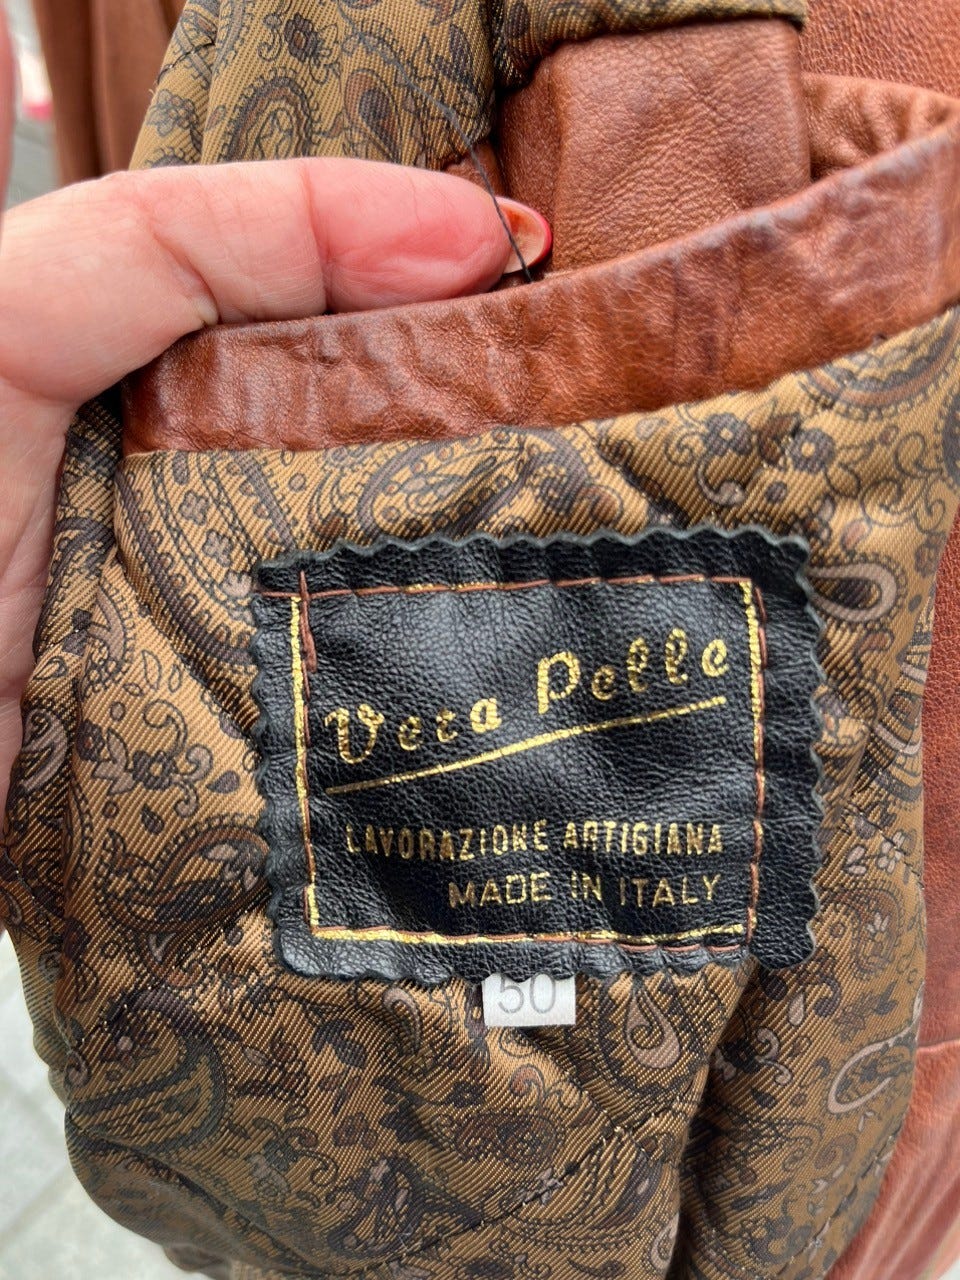 Vera Pelle
LAVORAZIONE ARTIGIANA
MADE IN ITALY
50